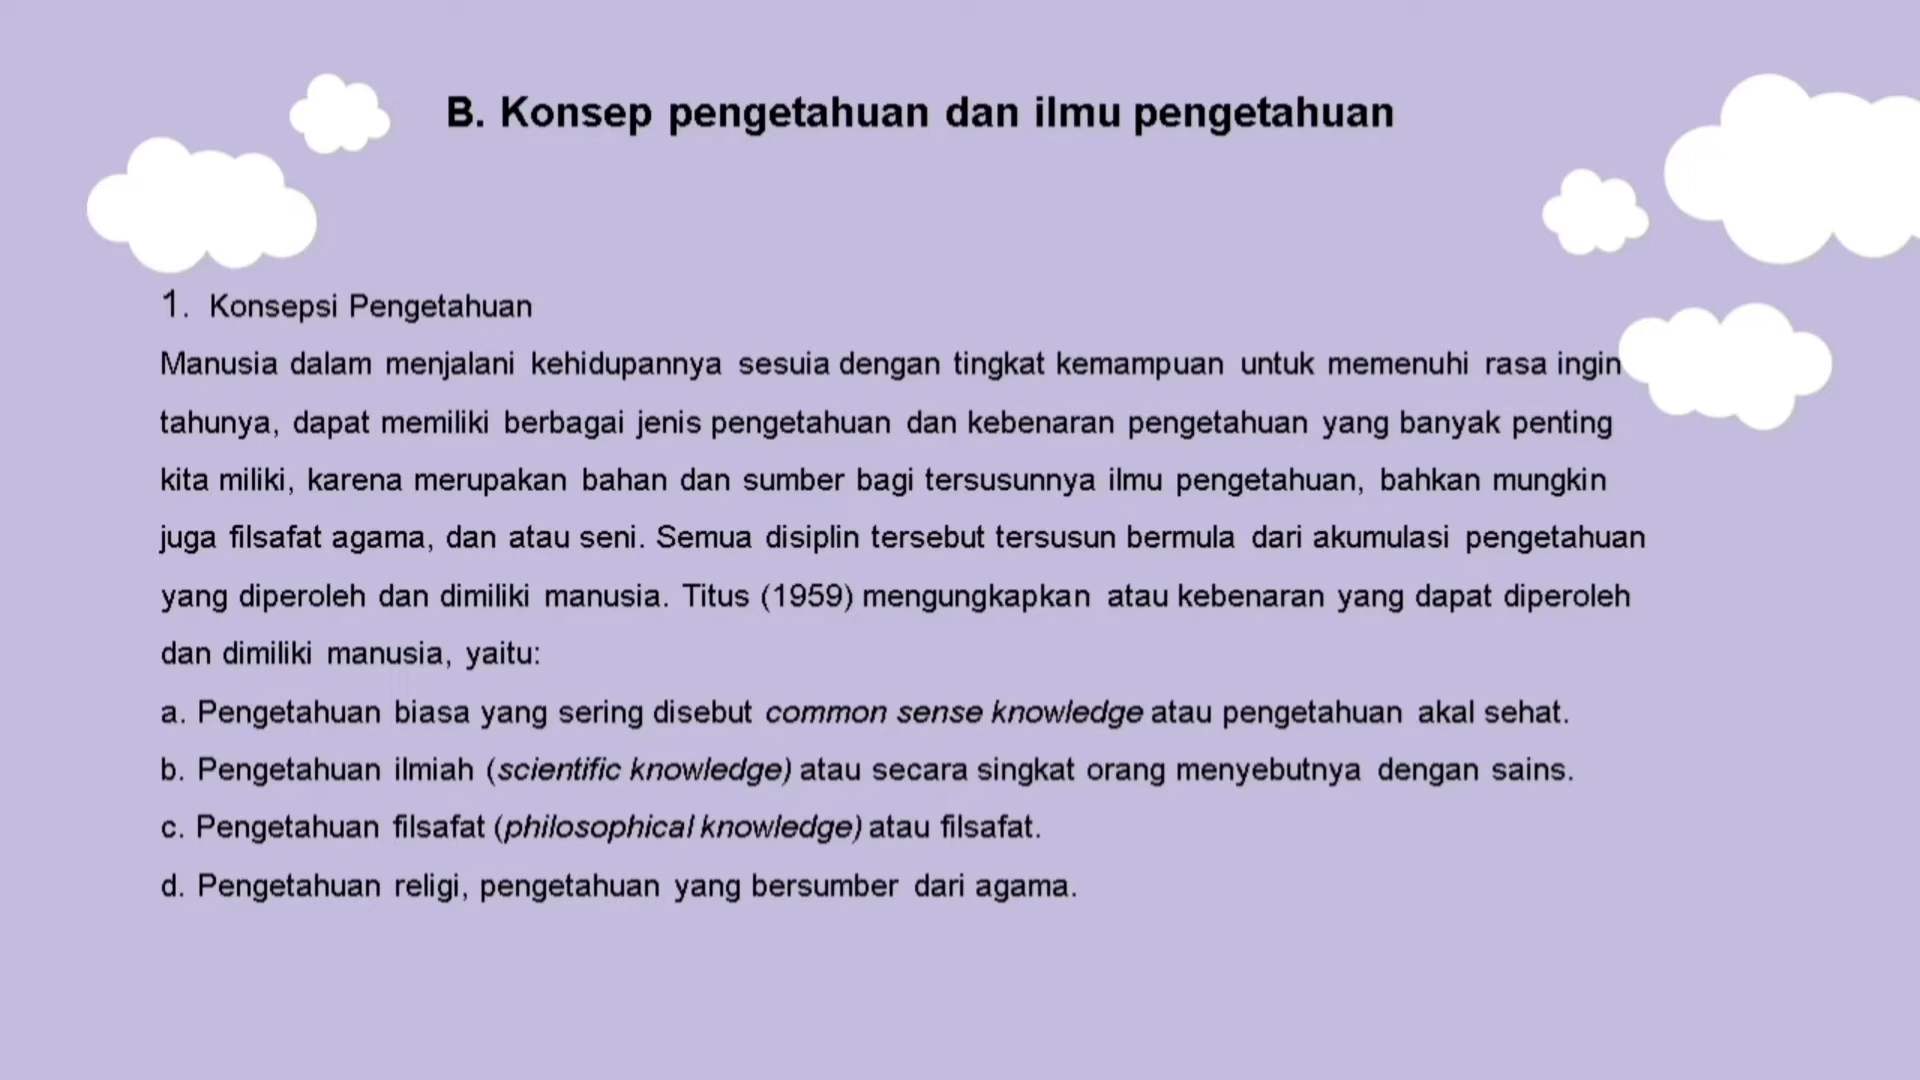 B. Konsep pengetahuan dan ilmu pengetahuan
1. Konsepsi Pengetahuan
Manusia dalam menjalani kehidupannya sesuia dengan tingkat kemampuan untuk memenuhi rasa ingin
tahunya, dapat memiliki berbagai jenis pengetahuan dan kebenaran pengetahuan yang banyak penting
kita miliki, karena merupakan bahan dan sumber bagi tersusunnya ilmu pengetahuan, bahkan mungkin
juga filsafat agama, dan atau seni. Semua disiplin tersebut tersusun bermula dari akumulasi pengetahuan
yang diperoleh dan dimiliki manusia. Titus (1959) mengungkapkan atau kebenaran yang dapat diperoleh
dan dimiliki manusia, yaitu:
a. Pengetahuan biasa yang sering disebut common sense knowledge atau pengetahuan akal sehat.
b. Pengetahuan ilmiah (scientific knowledge) atau secara singkat orang menyebutnya dengan sains.
c. Pengetahuan filsafat (philosophical knowledge) atau filsafat.
d. Pengetahuan religi, pengetahuan yang bersumber dari agama.